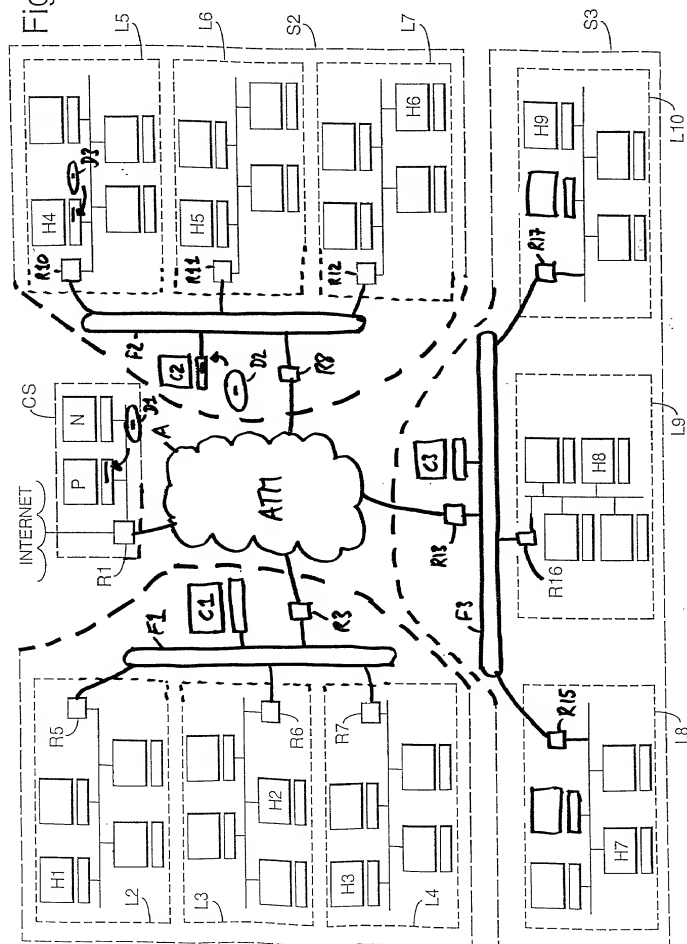 Fig
L5
L6
S2
L7
H4
D3
R10
H5
R11
H6
R12
F2
C2
D2
R8
CS
INTERNET
N
P
D1
R1
A
ATM
C1
F1
R3
C3
R13
F3
H1
R5
L2
H2
R6
L3
H3
R7
L4
S3
H9
R17
L10
H8
R16
L9
R15
H7
L8